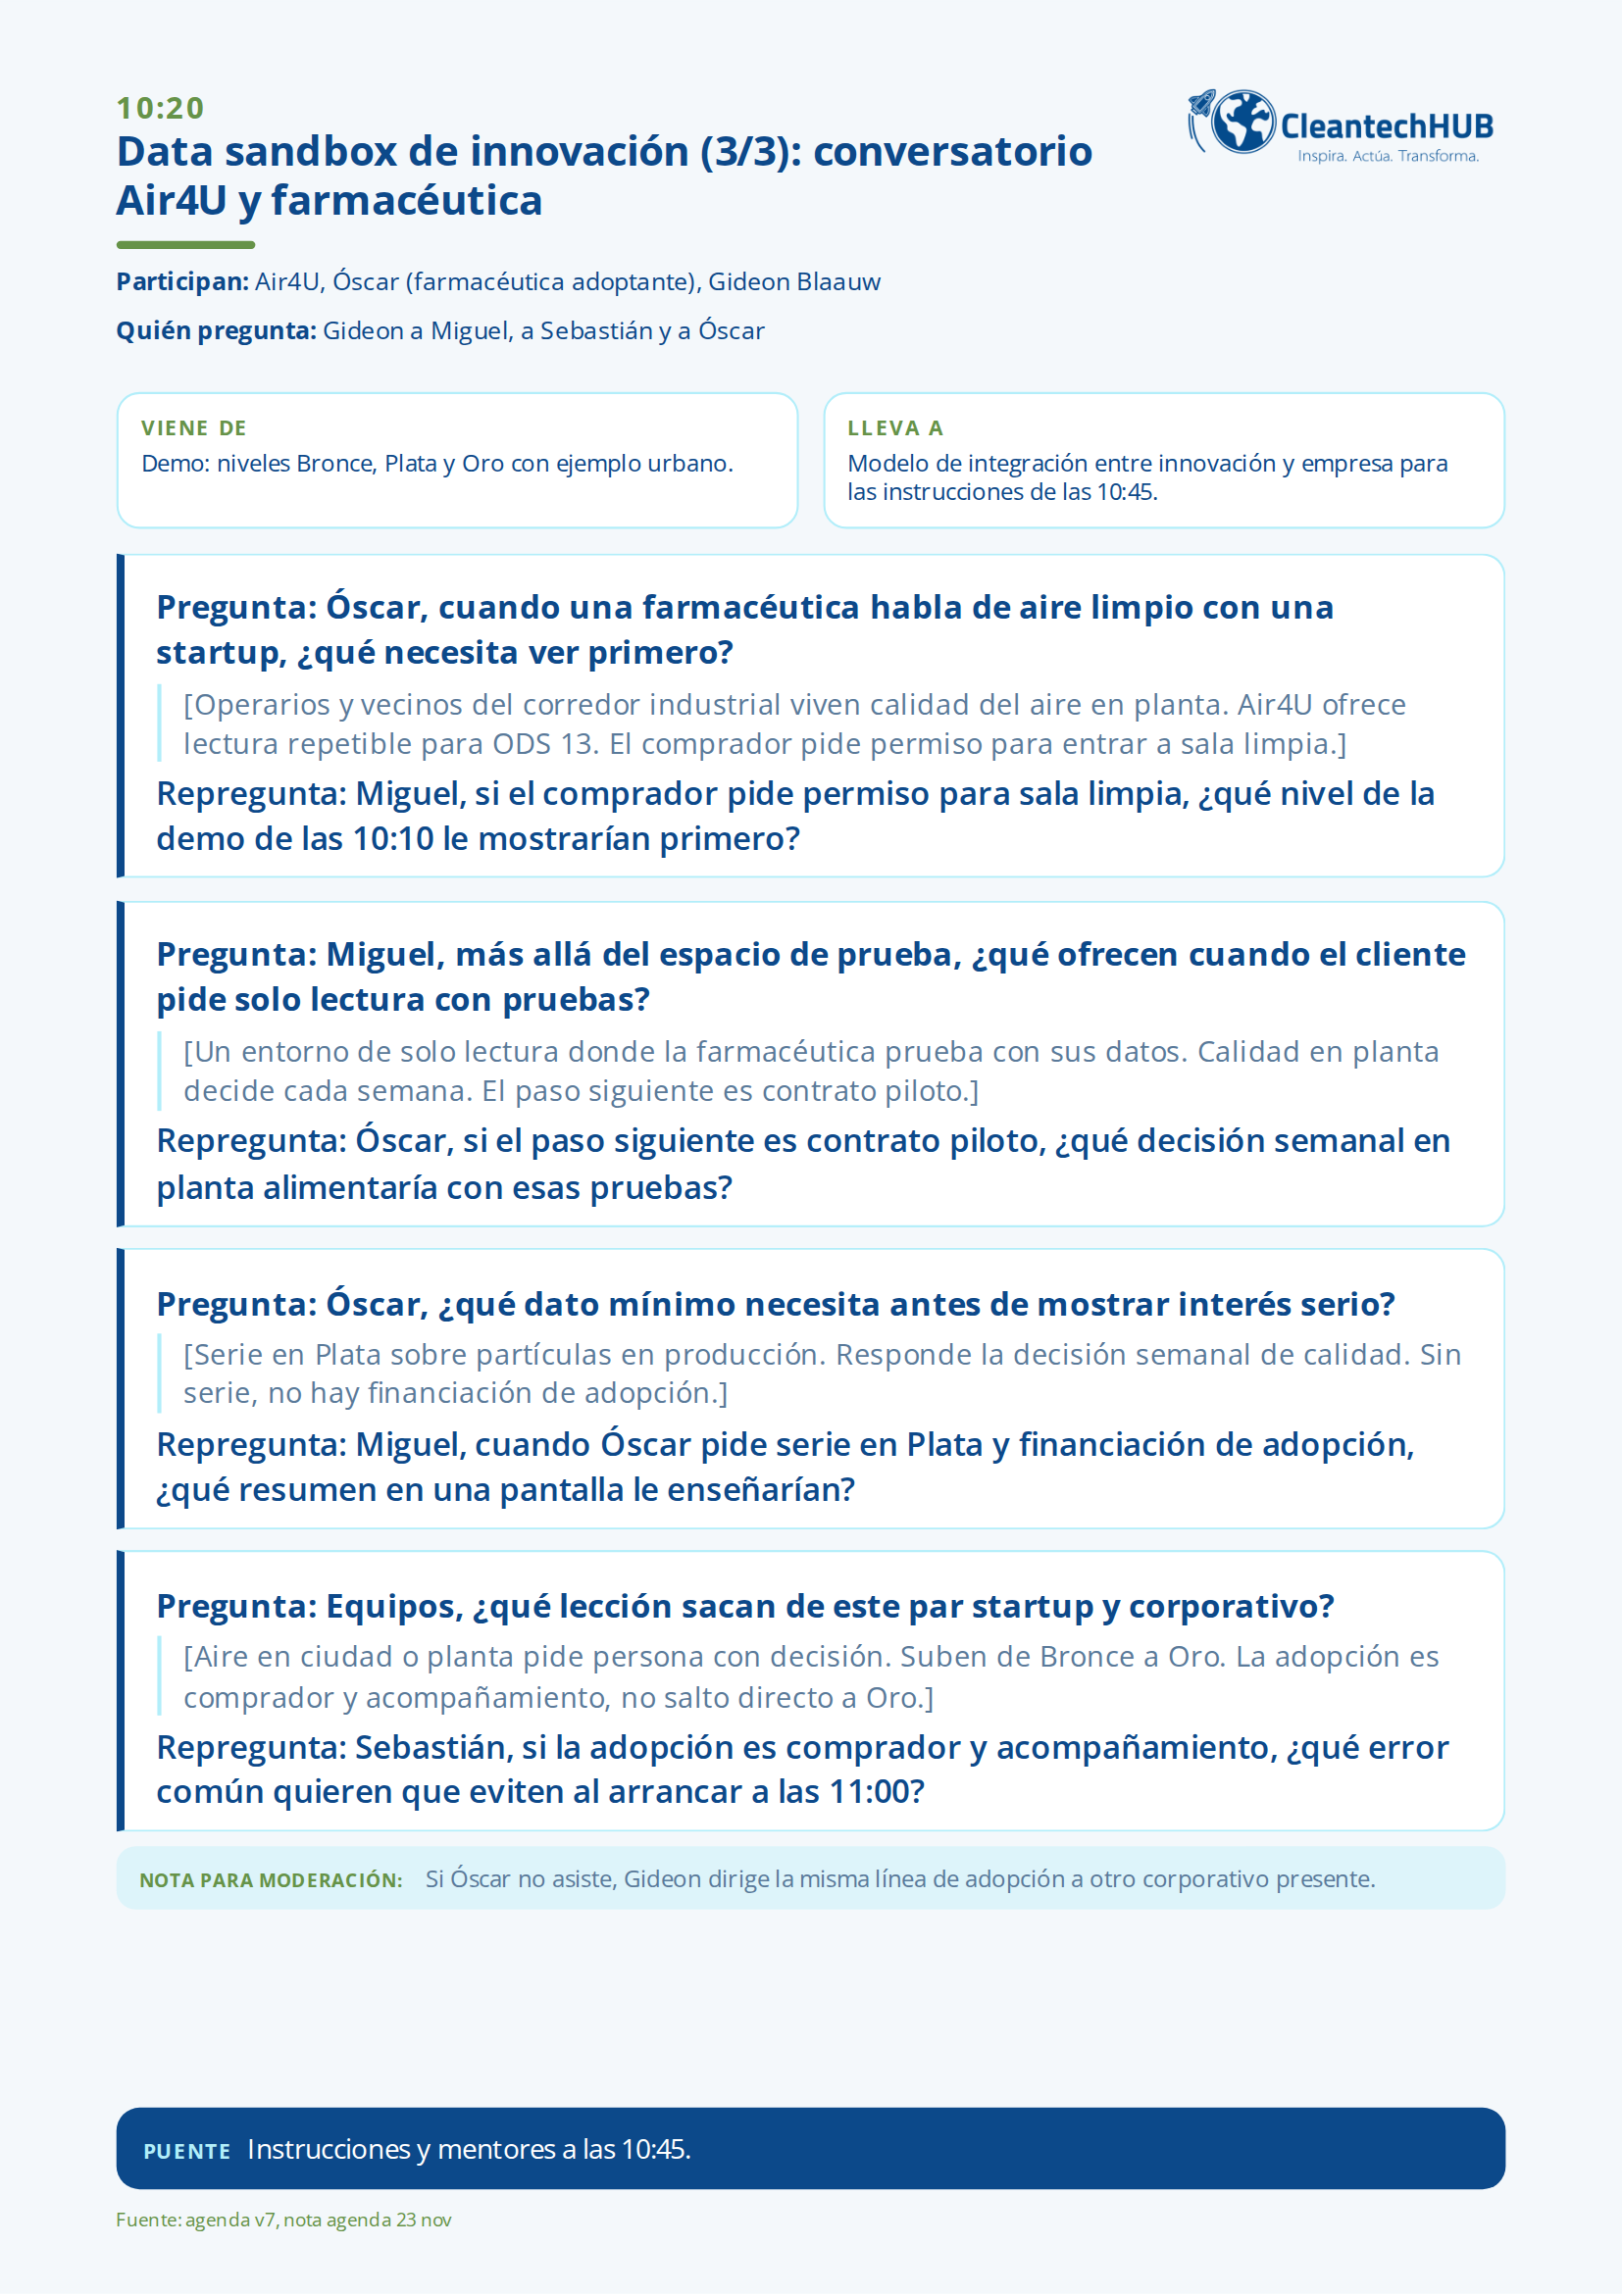 10:20
Data sandbox de innovación (3/3): conversatorio
Air4U y farmacéutica
CleantechHUB
Inspira. Actúa. Transforma.
Participan: Air4U, Óscar (farmacéutica adoptante), Gideon Blaauw
Quién pregunta: Gideon a Miguel, a Sebastián y a Óscar
VIENE DE
Demo: niveles Bronce, Plata y Oro con ejemplo urbano.
LLEVA A
Modelo de integración entre innovación y empresa para
las instrucciones de las 10:45.
Pregunta: Óscar, cuando una farmacéutica habla de aire limpio con una
startup, ¿qué necesita ver primero?
[Operarios y vecinos del corredor industrial viven calidad del aire en planta. Air4U ofrece
lectura repetible para ODS 13. El comprador pide permiso para entrar a sala limpia.]
Repregunta: Miguel, si el comprador pide permiso para sala limpia, ¿qué nivel de la
demo de las 10:10 le mostrarían primero?
Pregunta: Miguel, más allá del espacio de prueba, ¿qué ofrecen cuando el cliente
pide solo lectura con pruebas?
[Un entorno de solo lectura donde la farmacéutica prueba con sus datos. Calidad en planta
decide cada semana. El paso siguiente es contrato piloto.]
Repregunta: Óscar, si el paso siguiente es contrato piloto, ¿qué decisión semanal en
planta alimentaría con esas pruebas?
Pregunta: Óscar, ¿qué dato mínimo necesita antes de mostrar interés serio?
[Serie en Plata sobre partículas en producción. Responde la decisión semanal de calidad. Sin
serie, no hay financiación de adopción.]
Repregunta: Miguel, cuando Óscar pide serie en Plata y financiación de adopción,
¿qué resumen en una pantalla le enseñarían?
Pregunta: Equipos, ¿qué lección sacan de este par startup y corporativo?
[Aire en ciudad o planta pide persona con decisión. Suben de Bronce a Oro. La adopción es
comprador y acompañamiento, no salto directo a Oro.]
Repregunta: Sebastián, si la adopción es comprador y acompañamiento, ¿qué error
común quieren que eviten al arrancar a las 11:00?
NOTA PARA MODERACIÓN: Si Óscar no asiste, Gideon dirige la misma línea de adopción a otro corporativo presente.
PUENTE Instrucciones y mentores a las 10:45.
Fuente: agenda v7, nota agenda 23 nov